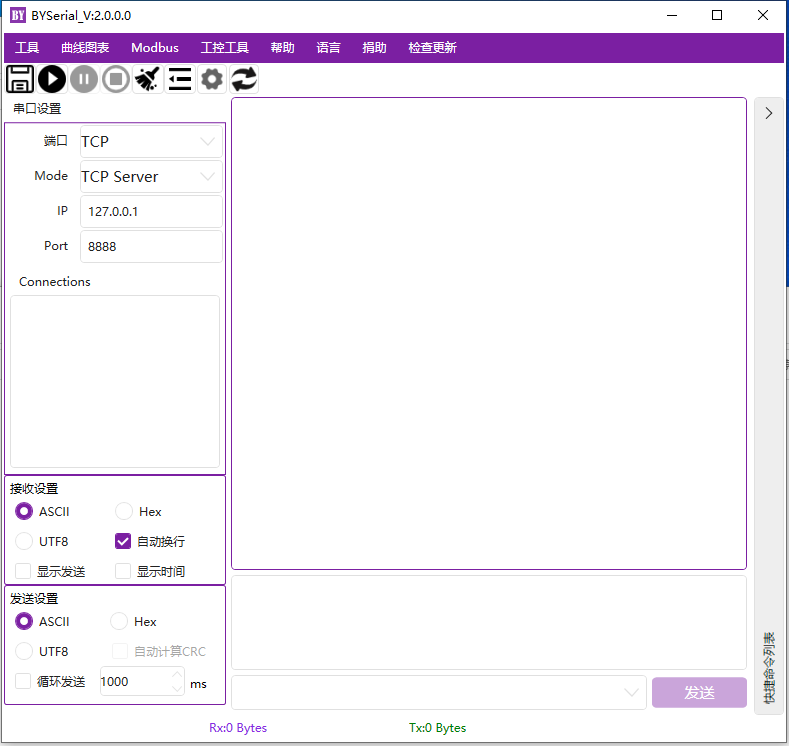 BY BYSerial_V:2.0.0.0
工具 曲线图表 Modbus 工控工具 帮助 语言 捐助 检查更新
串口设置
端口 TCP
Mode TCP Server
IP 127.0.0.1
Port 8888
Connections
接收设置
ASCII Hex
UTF8 自动换行
显示发送 显示时间
发送设置
ASCII Hex
UTF8 自动计算CRC
循环发送 1000 ms
发送
快捷命令列表
Rx:0 Bytes Tx:0 Bytes